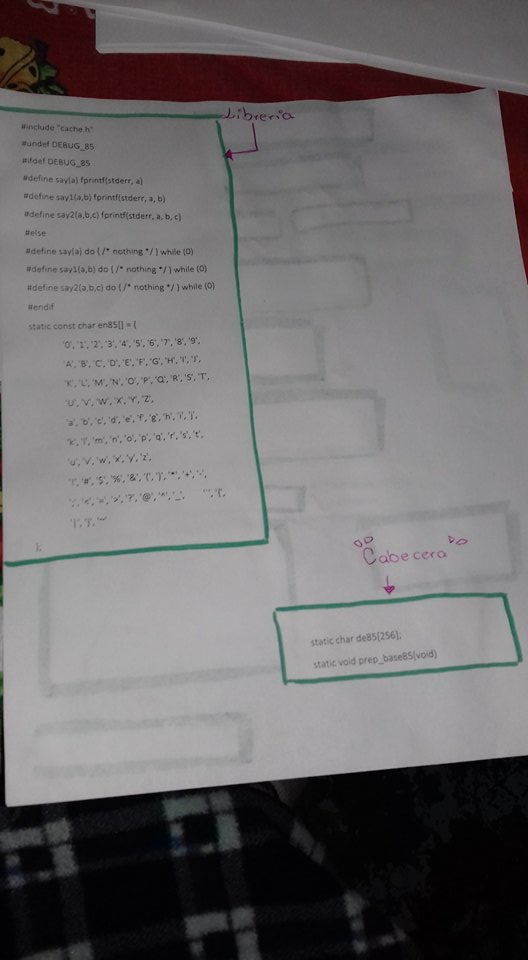 Libreria
#include "cache.h"
#undef DEBUG_85
#ifdef DEBUG_85
#define say(a) fprintf(stderr, a)
#define say1(a,b) fprintf(stderr, a, b)
#define say2(a,b,c) fprintf(stderr, a, b, c)
#else
#define say(a) do { /* nothing */ } while (0)
#define say1(a,b) do { /* nothing */ } while (0)
#define say2(a,b,c) do { /* nothing */ } while (0)
#endif
static const char en85[] = {
'0', '1', '2', '3', '4', '5', '6', '7', '8', '9',
'A', 'B', 'C', 'D', 'E', 'F', 'G', 'H', 'I', 'J',
'K', 'L', 'M', 'N', 'O', 'P', 'Q', 'R', 'S', 'T',
'U', 'V', 'W', 'X', 'Y', 'Z',
'a', 'b', 'c', 'd', 'e', 'f', 'g', 'h', 'i', 'j',
'k', 'l', 'm', 'n', 'o', 'p', 'q', 'r', 's', 't',
'u', 'v', 'w', 'x', 'y', 'z',
'!', '#', '$', '%', '&', '(', ')', '*', '+', '-',
';', '<', '=', '>', '?', '@', '^', '_', '`', '{',
'|', '}', '~'
};
Cabecera
static char de85[256];
static void prep_base85(void)